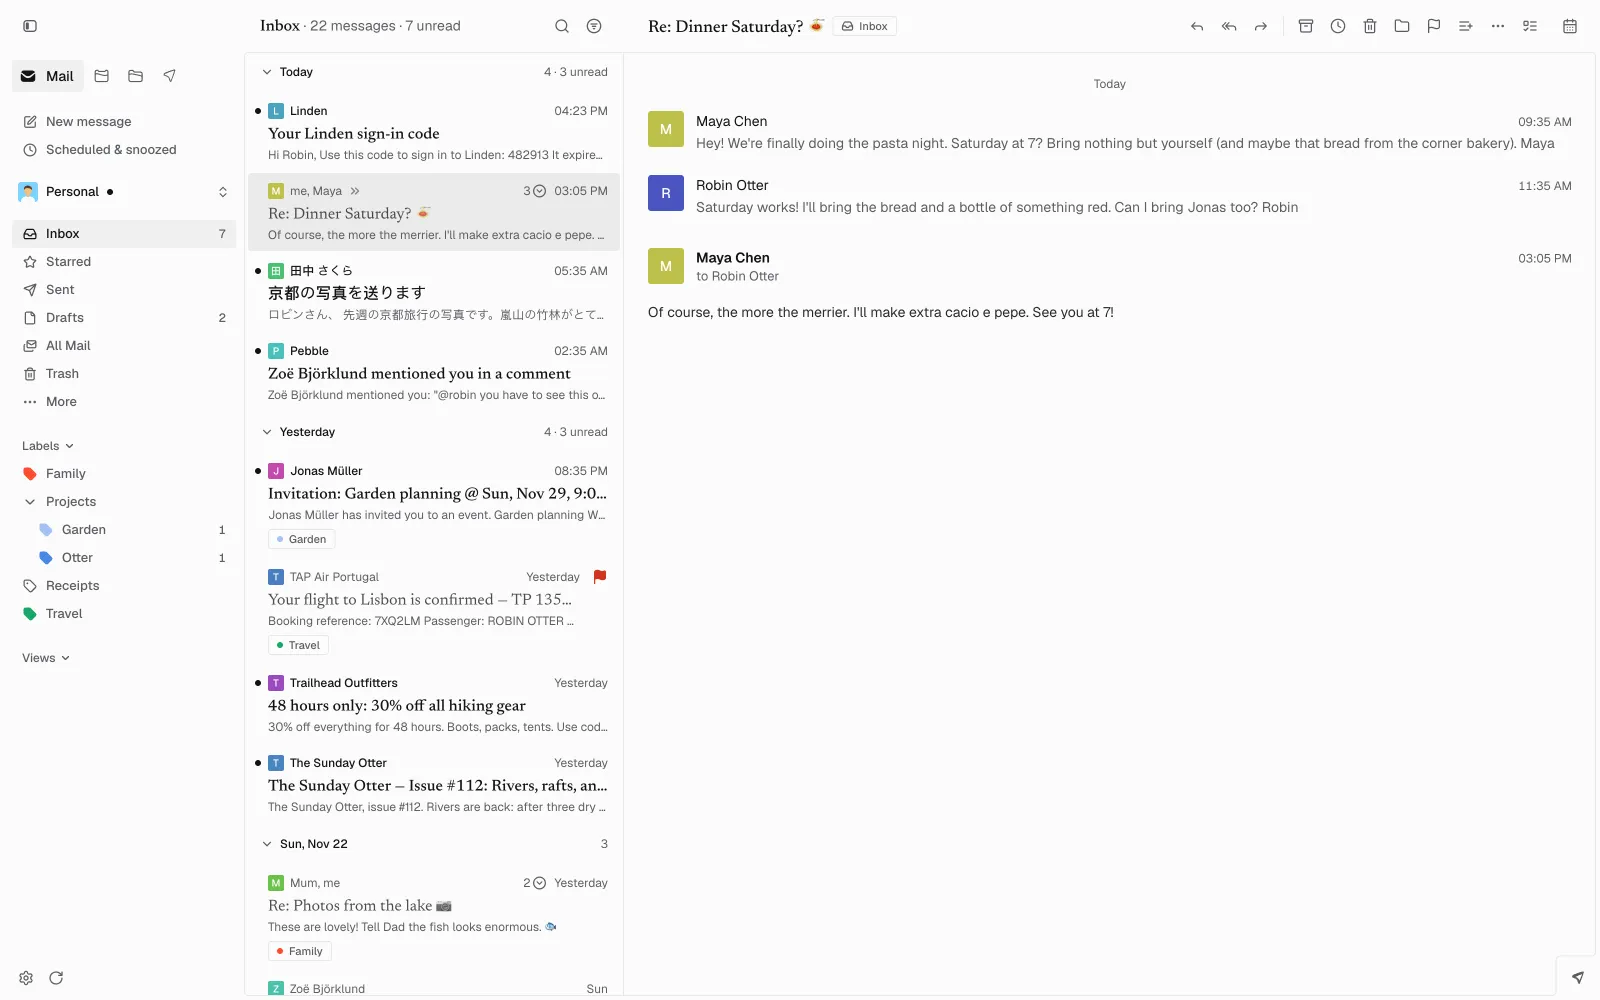 Inbox · 22 messages · 7 unread
Re: Dinner Saturday? 🍝 Inbox
Mail
New message
Scheduled & snoozed
Personal
Inbox 7
Starred
Sent
Drafts 2
All Mail
Trash
More
Labels
Family
Projects
Garden 1
Otter 1
Receipts
Travel
Views
Today 4 · 3 unread
L Linden 04:23 PM
Your Linden sign-in code
Hi Robin, Use this code to sign in to Linden: 482913 It expire...
M me, Maya 3 03:05 PM
Re: Dinner Saturday? 🍝
Of course, the more the merrier. I'll make extra cacio e pepe. ...
田 田中 さくら 05:35 AM
京都の写真を送ります
ロビンさん、 先週の京都旅行の写真です。嵐山の竹林がとて...
P Pebble 02:35 AM
Zoë Björklund mentioned you in a comment
Zoë Björklund mentioned you: "@robin you have to see this o...
Yesterday 4 · 3 unread
J Jonas Müller 08:35 PM
Invitation: Garden planning @ Sun, Nov 29, 9:0...
Jonas Müller has invited you to an event. Garden planning W...
Garden
T TAP Air Portugal Yesterday
Your flight to Lisbon is confirmed – TP 135...
Booking reference: 7XQ2LM Passenger: ROBIN OTTER ...
Travel
T Trailhead Outfitters Yesterday
48 hours only: 30% off all hiking gear
30% off everything for 48 hours. Boots, packs, tents. Use cod...
T The Sunday Otter Yesterday
The Sunday Otter – Issue #112: Rivers, rafts, an...
The Sunday Otter, issue #112. Rivers are back: after three dry ...
Sun, Nov 22 3
M Mum, me 2 Yesterday
Re: Photos from the lake 📷
These are lovely! Tell Dad the fish looks enormous. 🐟
Family
Z Zoë Björklund Sun
Today
M Maya Chen 09:35 AM
Hey! We're finally doing the pasta night. Saturday at 7? Bring nothing but yourself (and maybe that bread from the corner bakery). Maya
R Robin Otter 11:35 AM
Saturday works! I'll bring the bread and a bottle of something red. Can I bring Jonas too? Robin
M Maya Chen 03:05 PM
to Robin Otter
Of course, the more the merrier. I'll make extra cacio e pepe. See you at 7!